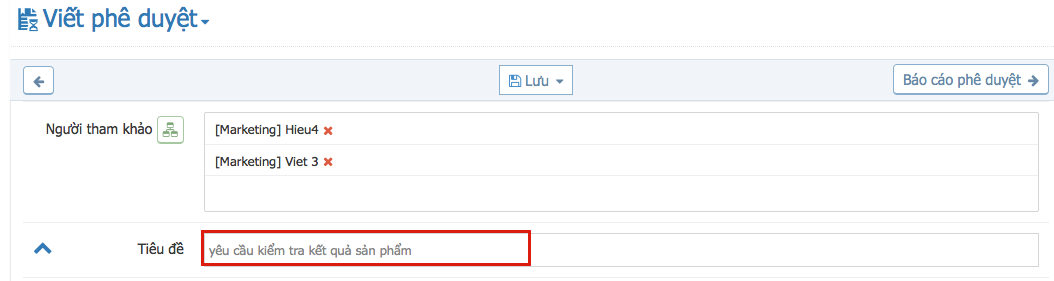 Viết phê duyệt
Lưu
Báo cáo phê duyệt
Người tham khảo
[Marketing] Hieu4
[Marketing] Viet 3
Tiêu đề
yêu cầu kiểm tra kết quả sản phẩm